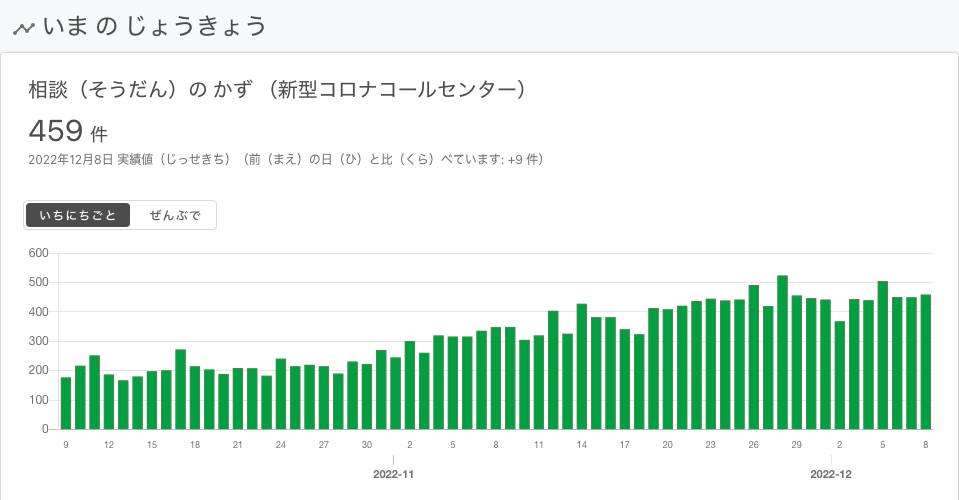 いま の じょうきょう
相談（そうだん）の かず （新型コロナコールセンター）
459 件
2022年12月8日 実績値（じっせきち）（前（まえ）の日（ひ）と比（くら）べています: +9 件）
いちにちごと ぜんぶで
600
500
400
300
200
100
0
9 12 15 18 21 24 27 30 2 5 8 11 14 17 20 23 26 29 2 5 8
2022-11 2022-12